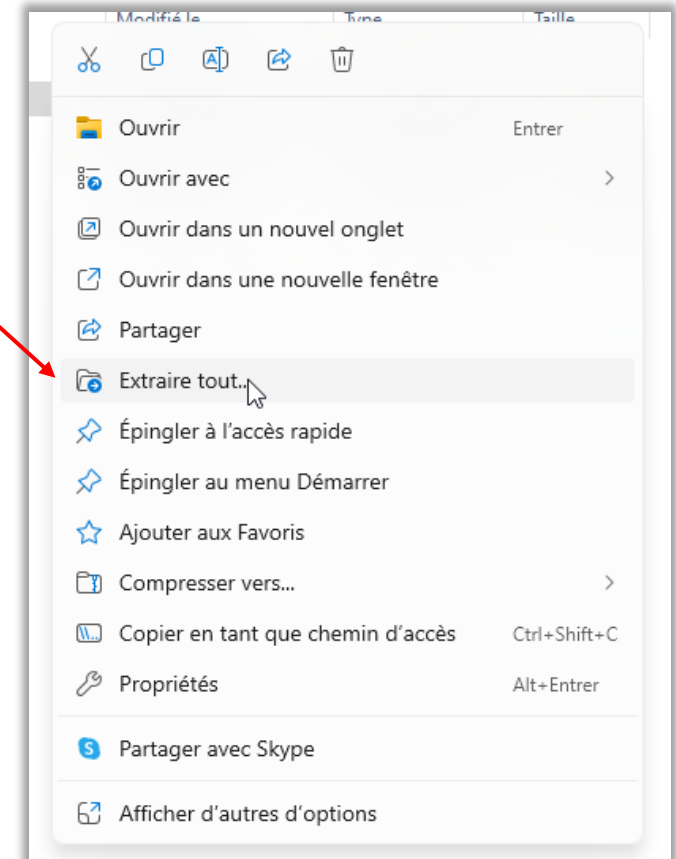 Modifié le Type Taille
Ouvrir Entrer
Ouvrir avec
Ouvrir dans un nouvel onglet
Ouvrir dans une nouvelle fenêtre
Partager
Extraire tout...
Épingler à l'accès rapide
Épingler au menu Démarrer
Ajouter aux Favoris
Compresser vers...
Copier en tant que chemin d'accès Ctrl+Shift+C
Propriétés Alt+Entrer
Partager avec Skype
Afficher d'autres d'options